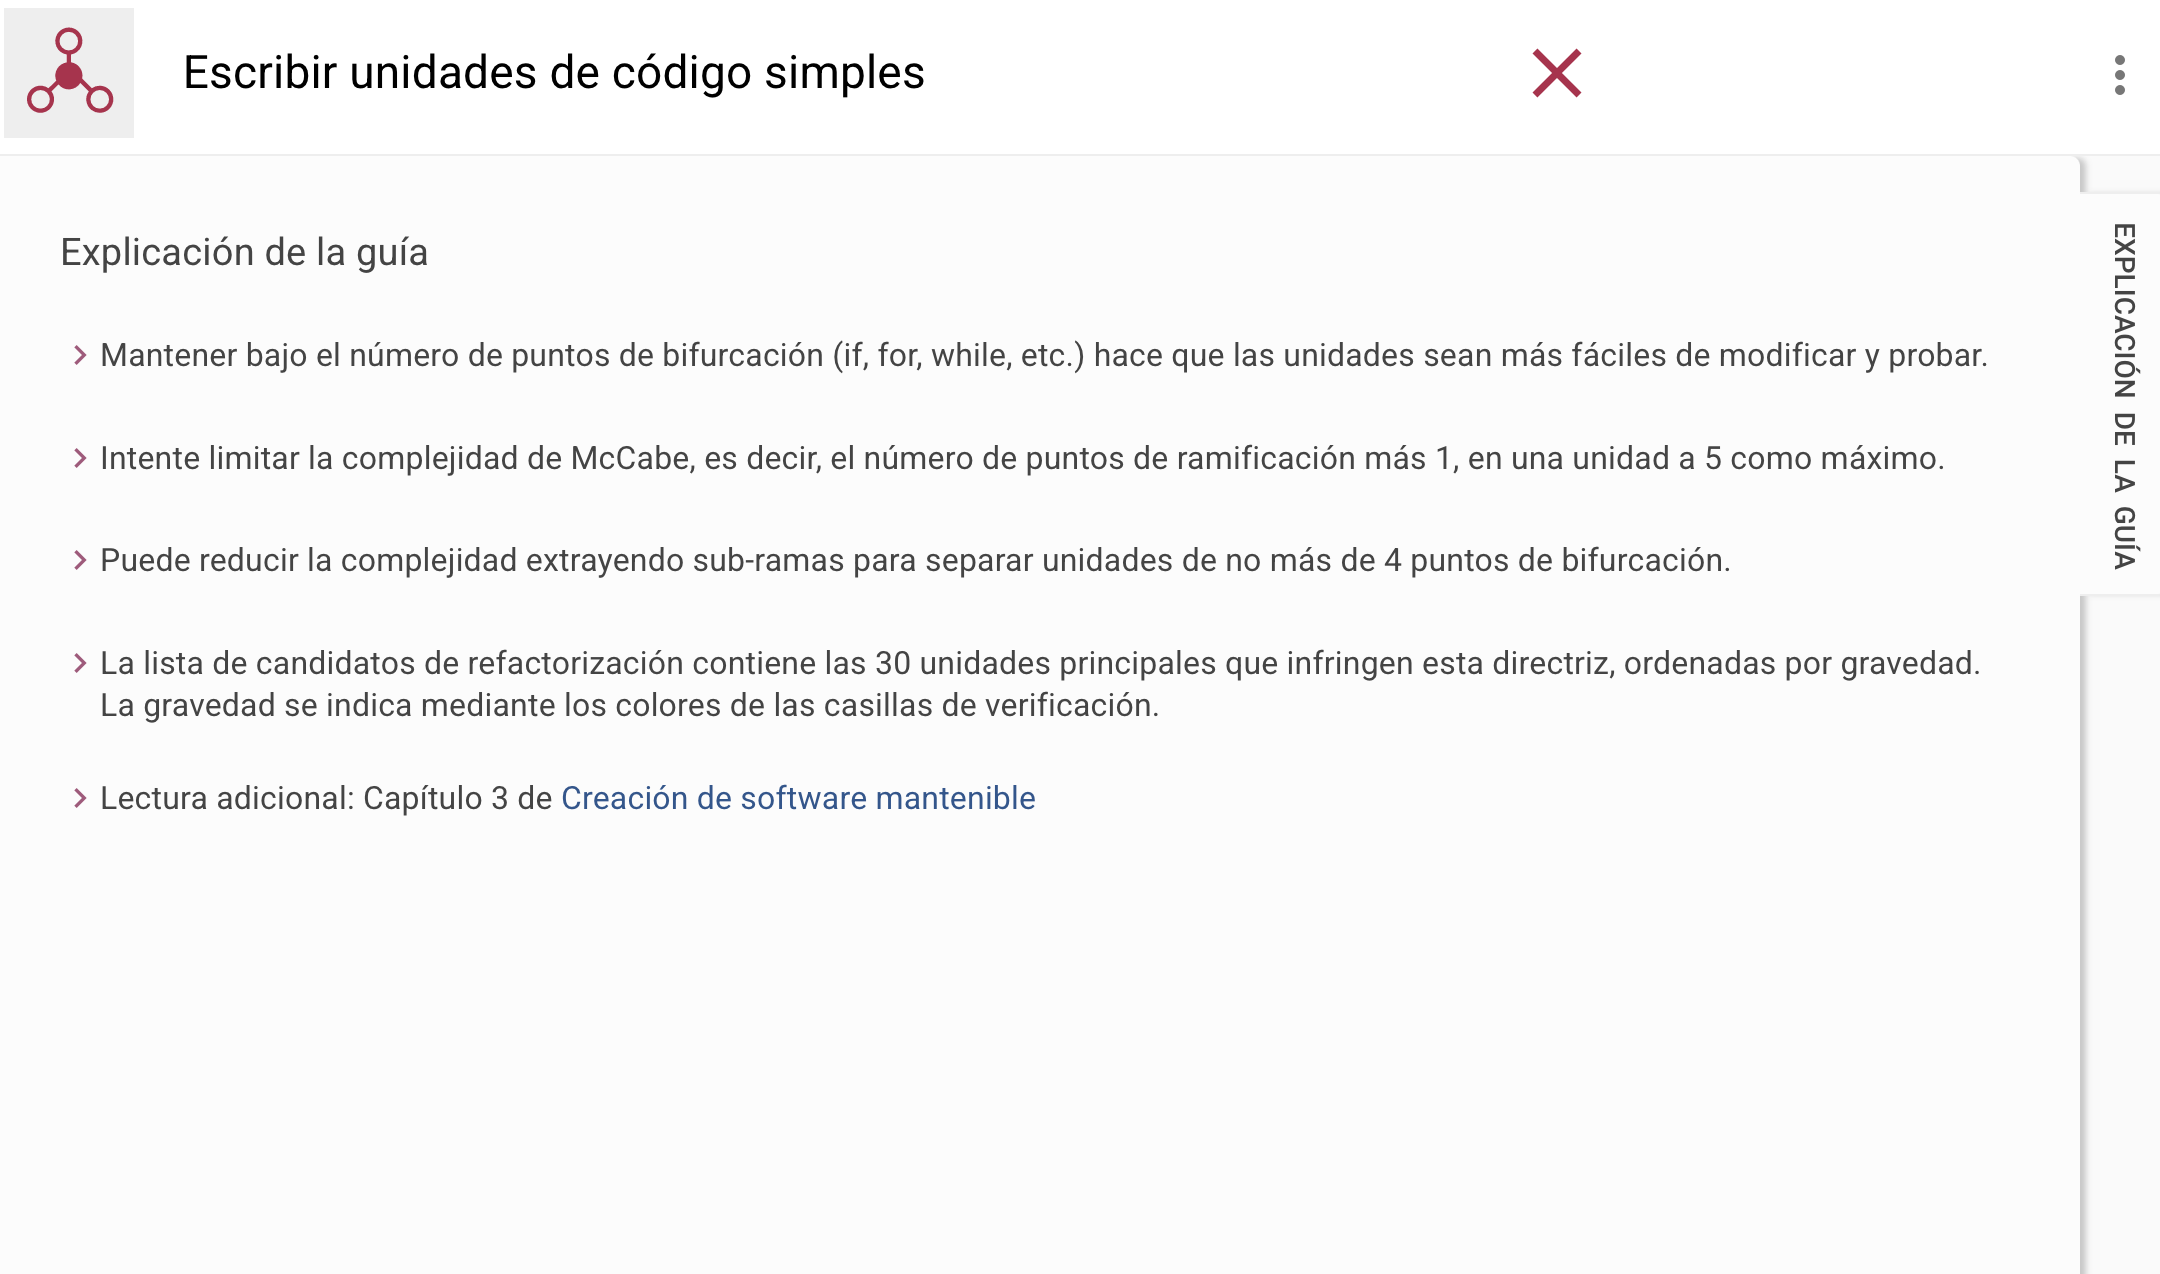 Escribir unidades de código simples
Explicación de la guía
Mantener bajo el número de puntos de bifurcación (if, for, while, etc.) hace que las unidades sean más fáciles de modificar y probar.
Intente limitar la complejidad de McCabe, es decir, el número de puntos de ramificación más 1, en una unidad a 5 como máximo.
Puede reducir la complejidad extrayendo sub-ramas para separar unidades de no más de 4 puntos de bifurcación.
La lista de candidatos de refactorización contiene las 30 unidades principales que infringen esta directriz, ordenadas por gravedad.
La gravedad se indica mediante los colores de las casillas de verificación.
Lectura adicional: Capítulo 3 de Creación de software mantenible
EXPLICACIÓN DE LA GUÍA